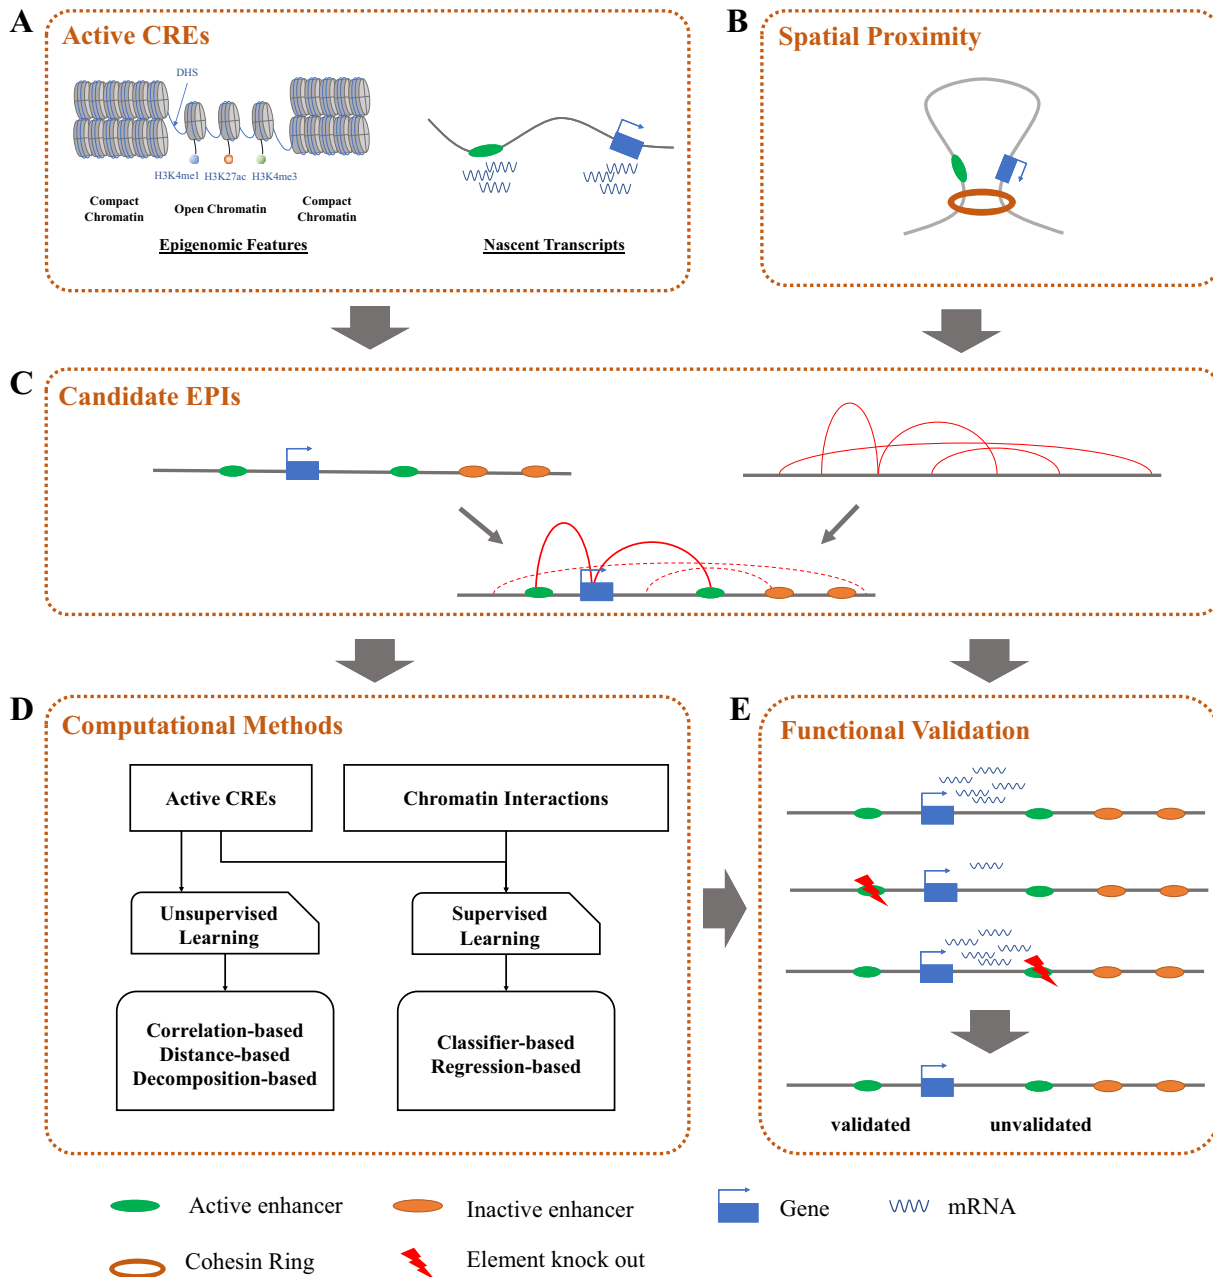 A
Active CREs
DHS
H3K4me1
H3K27ac
H3K4me3
Compact
Chromatin
Open Chromatin
Compact
Chromatin
Epigenomic Features
Nascent Transcripts
B
Spatial Proximity
C
Candidate EPIs
D
Computational Methods
Active CREs
Chromatin Interactions
Unsupervised
Learning
Supervised
Learning
Correlation-based
Distance-based
Decomposition-based
Classifier-based
Regression-based
E
Functional Validation
validated
unvalidated
Active enhancer
Inactive enhancer
Gene
mRNA
Cohesin Ring
Element knock out